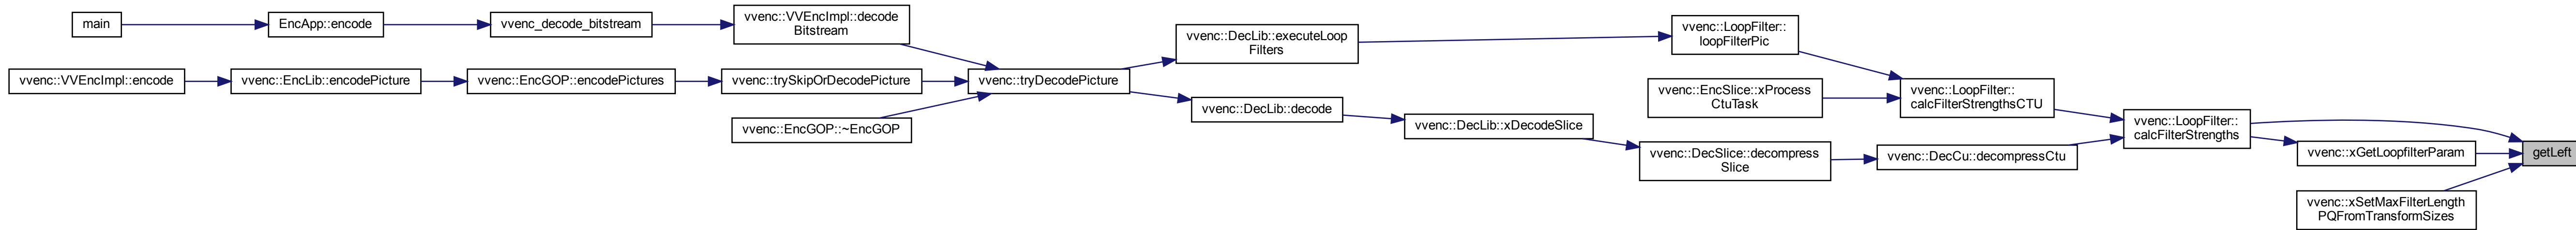 main
EncApp::encode
vvenc_decode_bitstream
vvenc::VVEncImpl::decode
Bitstream
vvenc::VVEncImpl::encode
vvenc::EncLib::encodePicture
vvenc::EncGOP::encodePictures
vvenc::trySkipOrDecodePicture
vvenc::EncGOP::~EncGOP
vvenc::tryDecodePicture
vvenc::DecLib::executeLoop
Filters
vvenc::DecLib::decode
vvenc::DecLib::xDecodeSlice
vvenc::LoopFilter::
loopFilterPic
vvenc::EncSlice::xProcess
CtuTask
vvenc::DecSlice::decompress
Slice
vvenc::LoopFilter::
calcFilterStrengthsCTU
vvenc::DecCu::decompressCtu
vvenc::LoopFilter::
calcFilterStrengths
vvenc::xGetLoopfilterParam
vvenc::xSetMaxFilterLength
PQFromTransformSizes
getLeft